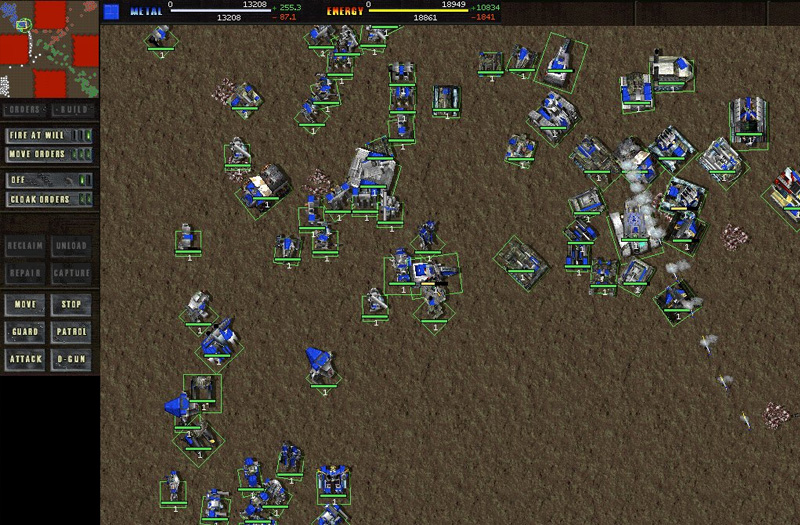 METAL 0 13208 + 255.3 ENERGY 0 18949 +10834
13208 - 87.1 18861 -1841
ORDERS BUILD
FIRE AT WILL
MOVE ORDERS
OFF
CLOAK ORDERS
RECLAIM UNLOAD
REPAIR CAPTURE
MOVE STOP
GUARD PATROL
ATTACK D-GUN